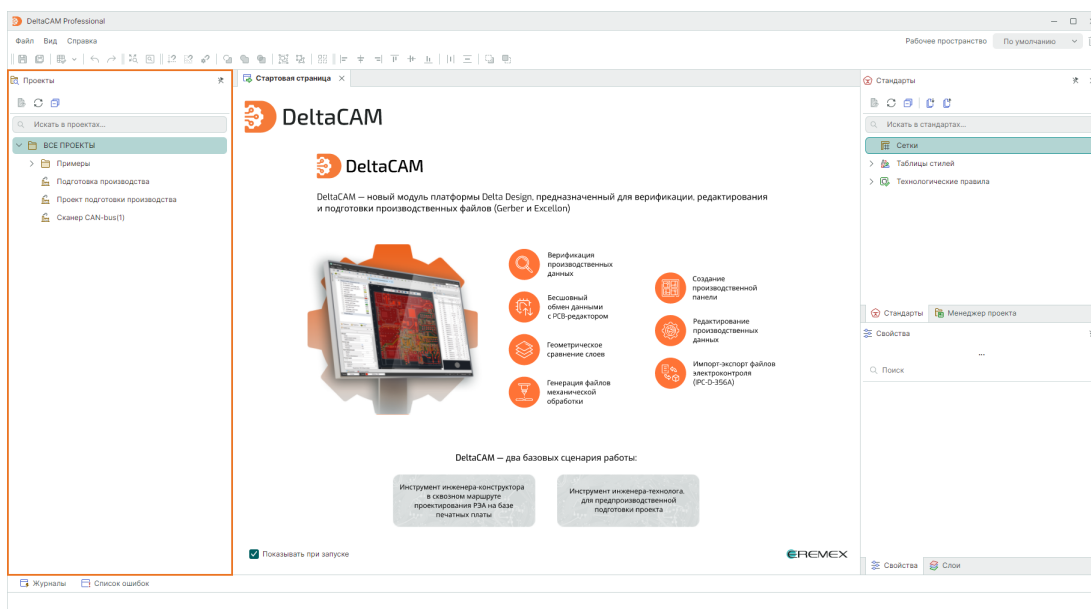 DeltaCAM Professional
Файл Вид Справка
Рабочее пространство По умолчанию
Проекты
Стартовая страница
Стандарты
Искать в проектах...
ВСЕ ПРОЕКТЫ
Примеры
Подготовка производства
Проект подготовки производства
Сканер CAN-bus(1)
DeltaCAM
DeltaCAM
DeltaCAM — новый модуль платформы Delta Design, предназначенный для верификации, редактирования
и подготовки производственных файлов (Gerber и Excellon)
Верификация
производственных
данных
Бесшовный
обмен данными
с PCB-редактором
Геометрическое
сравнение слоев
Генерация файлов
механической
обработки
Создание
производственной
панели
Редактирование
производственных
данных
Импорт-экспорт файлов
электроконтроля
(IPC-D-356A)
DeltaCAM — два базовых сценария работы:
Инструмент инженера-конструктора
в сквозном маршруте
проектирования РЭА на базе
печатных платы
Инструмент инженера-технолога,
для предпроизводственной
подготовки проекта
Показывать при запуске
EREMEX
Искать в стандартах...
Сетки
Таблицы стилей
Технологические правила
Стандарты Менеджер проекта
Свойства
...
Поиск
Свойства Слои
Журналы Список ошибок